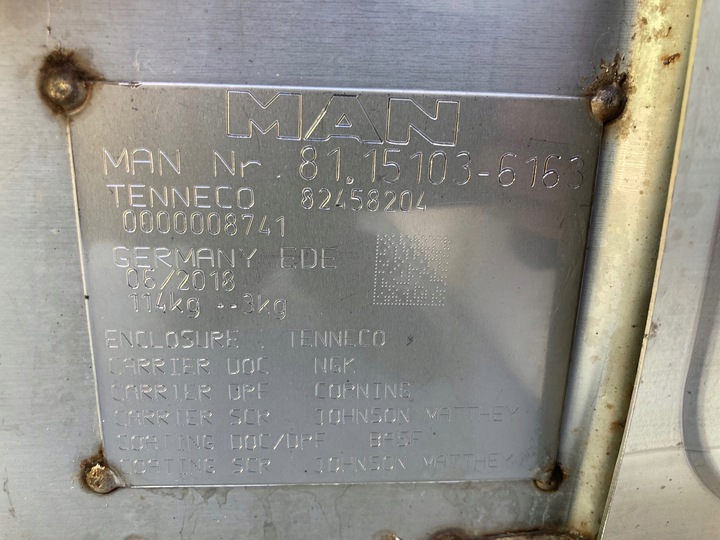 MAN
MAN Nr. 81.15103-6163
TENNECO 82458204
0000008741
GERMANY EDE
06/2018
114kg +-3kg
ENCLOSURE : TENNECO
CARRIER DOC NGK
CARRIER DPF CORNING
CARRIER SCR JOHNSON MATTHEY
COATING DOC/DPF BASF
COATING SCR JOHNSON MATTHEY